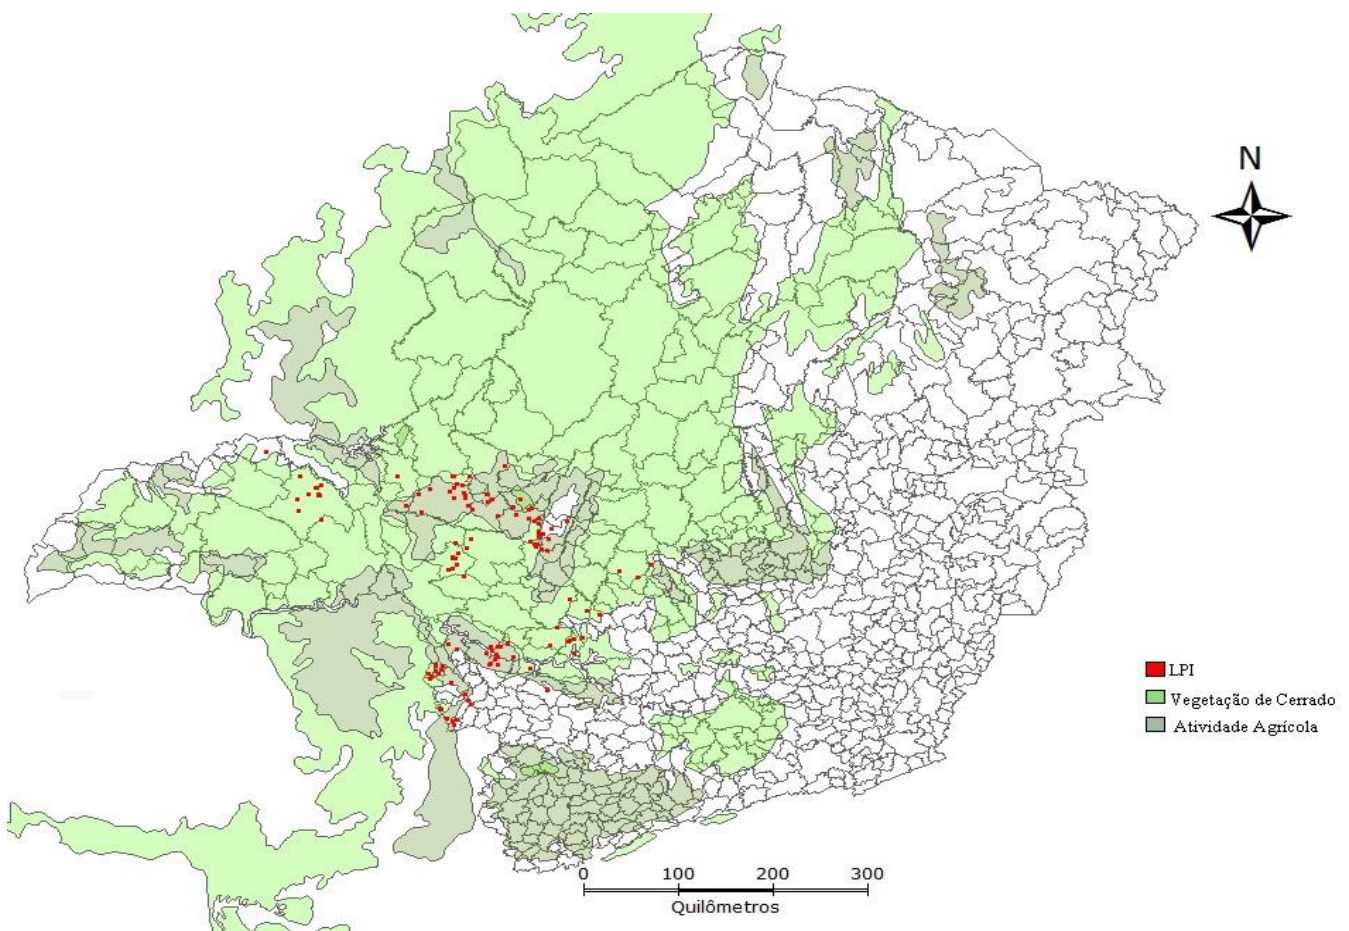 N
LPI
Vegetação de Cerrado
Atividade Agrícola
0 100 200 300
Quilômetros